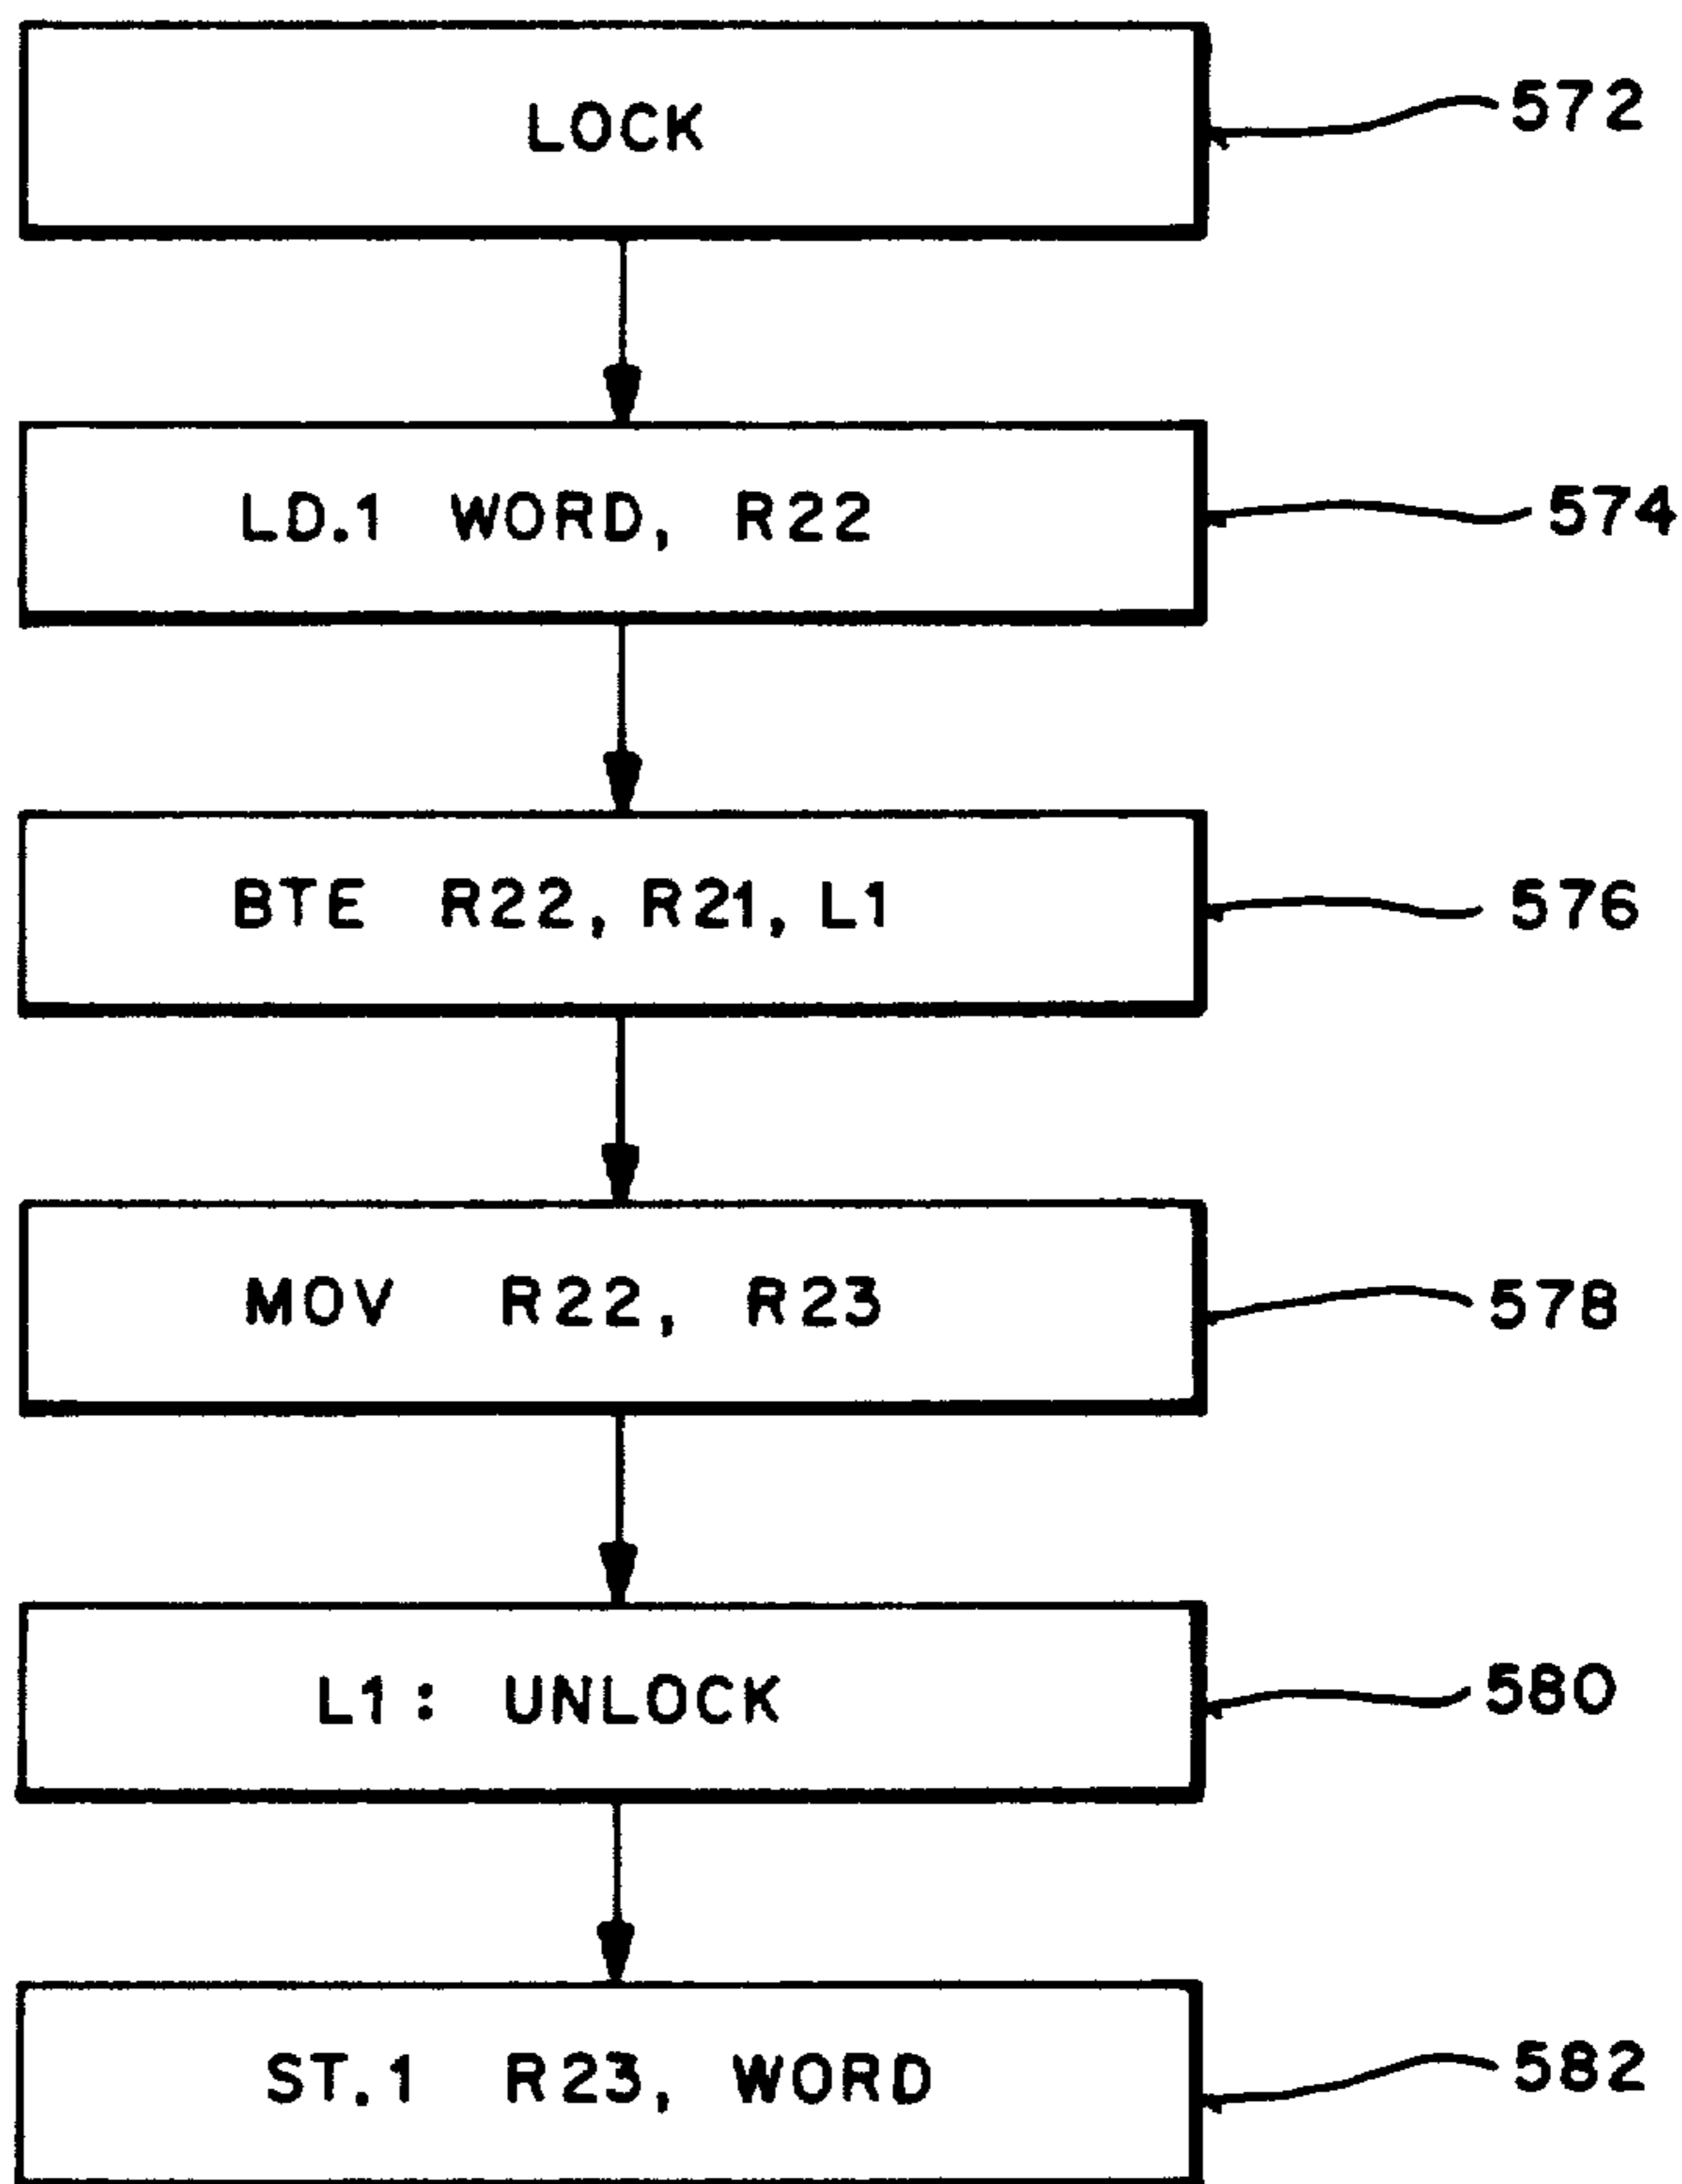 LOCK 572
LD.1 WORD, R22 574
BTE R22, R21, L1 576
MOV R22, R23 578
L1: UNLOCK 580
ST.1 R23, WORD 582